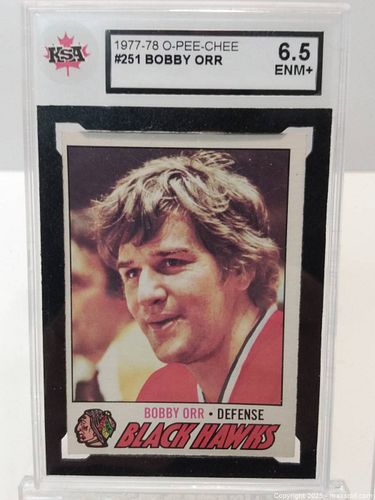 KSA
1977-78 O-PEE-CHEE
#251 BOBBY ORR
6.5
ENM+
BOBBY ORR • DEFENSE
BLACK HAWKS